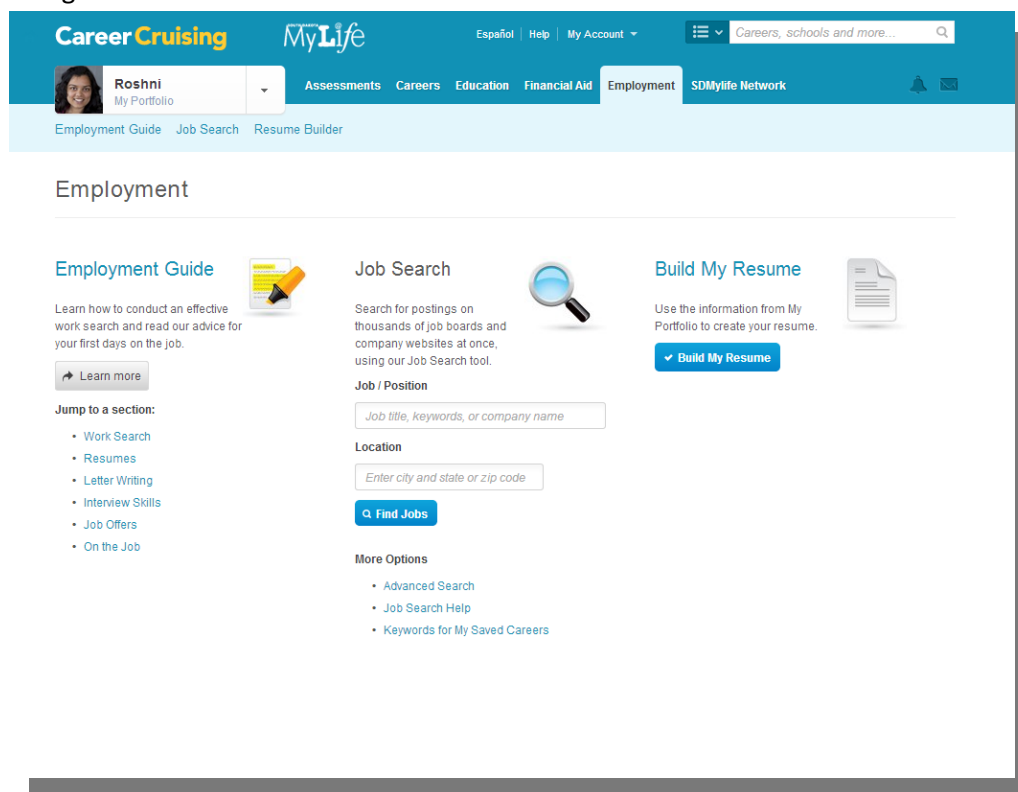 Career Cruising
MyLife
Español
Help
My Account
Careers, schools and more...
Roshni
My Portfolio
Assessments
Careers
Education
Financial Aid
Employment
SDMylife Network
Employment Guide
Job Search
Resume Builder
Employment
Employment Guide
Learn how to conduct an effective
work search and read our advice for
your first days on the job.
Learn more
Jump to a section:
• Work Search
• Resumes
• Letter Writing
• Interview Skills
• Job Offers
• On the Job
Job Search
Search for postings on
thousands of job boards and
company websites at once,
using our Job Search tool.
Job / Position
Job title, keywords, or company name
Location
Enter city and state or zip code
Find Jobs
More Options
• Advanced Search
• Job Search Help
• Keywords for My Saved Careers
Build My Resume
Use the information from My
Portfolio to create your resume.
Build My Resume